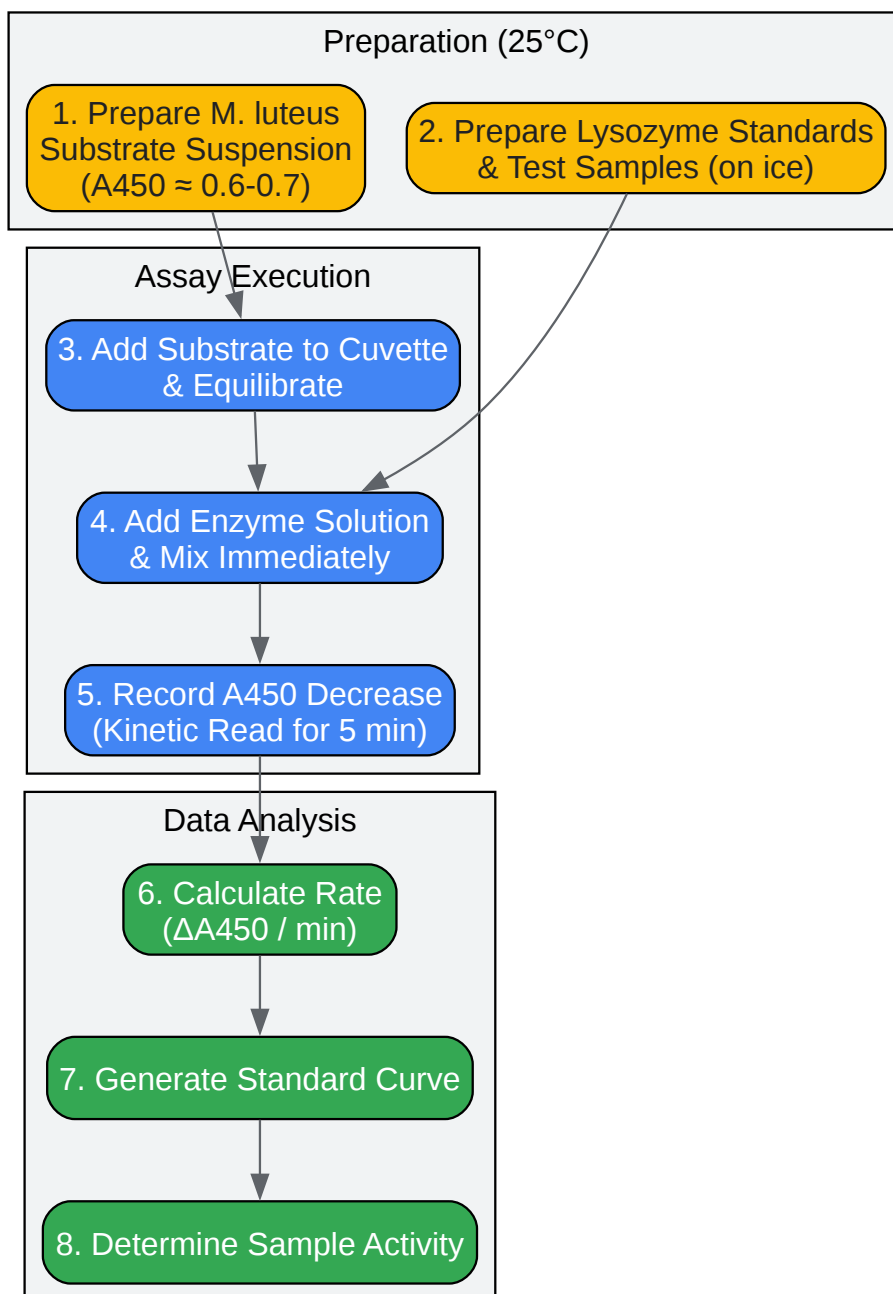 Preparation (25°C)
1. Prepare M. luteus
Substrate Suspension
(A450 ≈ 0.6-0.7)
2. Prepare Lysozyme Standards
& Test Samples (on ice)
Assay Execution
3. Add Substrate to Cuvette
& Equilibrate
4. Add Enzyme Solution
& Mix Immediately
5. Record A450 Decrease
(Kinetic Read for 5 min)
Data Analysis
6. Calculate Rate
(ΔA450 / min)
7. Generate Standard Curve
8. Determine Sample Activity